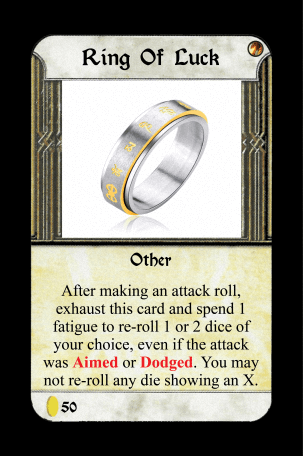 Ring Of Luck
Other
After making an attack roll,
exhaust this card and spend 1
fatigue to re-roll 1 or 2 dice of
your choice, even if the attack
was Aimed or Dodged. You may
not re-roll any die showing an X.
50